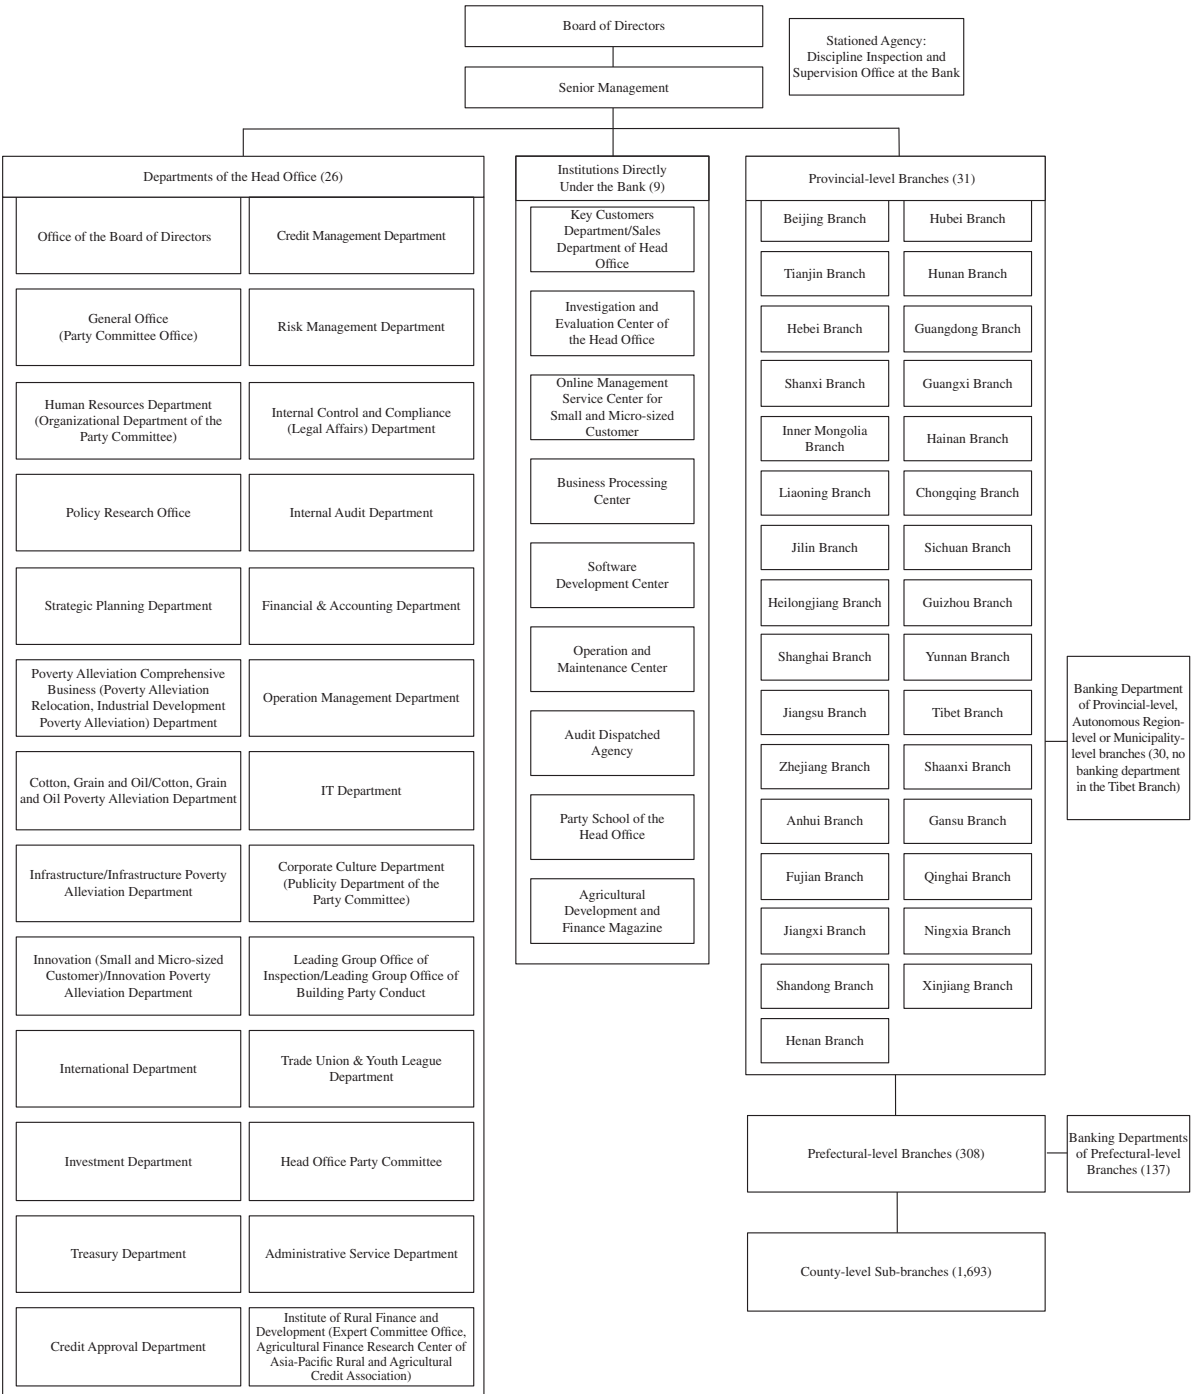 Board of Directors
Stationed Agency:
Discipline Inspection and
Supervision Office at the Bank
Senior Management
Departments of the Head Office (26)
Office of the Board of Directors
Credit Management Department
General Office
(Party Committee Office)
Risk Management Department
Human Resources Department
(Organizational Department of the
Party Committee)
Internal Control and Compliance
(Legal Affairs) Department
Policy Research Office
Internal Audit Department
Strategic Planning Department
Financial & Accounting Department
Poverty Alleviation Comprehensive
Business (Poverty Alleviation
Relocation, Industrial Development
Poverty Alleviation) Department
Operation Management Department
Cotton, Grain and Oil/Cotton, Grain
and Oil Poverty Alleviation Department
IT Department
Infrastructure/Infrastructure Poverty
Alleviation Department
Corporate Culture Department
(Publicity Department of the
Party Committee)
Innovation (Small and Micro-sized
Customer)/Innovation Poverty
Alleviation Department
Leading Group Office of
Inspection/Leading Group Office of
Building Party Conduct
International Department
Trade Union & Youth League
Department
Investment Department
Head Office Party Committee
Treasury Department
Administrative Service Department
Credit Approval Department
Institute of Rural Finance and
Development (Expert Committee Office,
Agricultural Finance Research Center of
Asia-Pacific Rural and Agricultural
Credit Association)
Institutions Directly
Under the Bank (9)
Key Customers
Department/Sales
Department of Head
Office
Investigation and
Evaluation Center of
the Head Office
Online Management
Service Center for
Small and Micro-sized
Customer
Business Processing
Center
Software
Development Center
Operation and
Maintenance Center
Audit Dispatched
Agency
Party School of the
Head Office
Agricultural
Development and
Finance Magazine
Provincial-level Branches (31)
Beijing Branch
Hubei Branch
Tianjin Branch
Hunan Branch
Hebei Branch
Guangdong Branch
Shanxi Branch
Guangxi Branch
Inner Mongolia
Branch
Hainan Branch
Liaoning Branch
Chongqing Branch
Jilin Branch
Sichuan Branch
Heilongjiang Branch
Guizhou Branch
Shanghai Branch
Yunnan Branch
Jiangsu Branch
Tibet Branch
Zhejiang Branch
Shaanxi Branch
Anhui Branch
Gansu Branch
Fujian Branch
Qinghai Branch
Jiangxi Branch
Ningxia Branch
Shandong Branch
Xinjiang Branch
Henan Branch
Banking Department
of Provincial-level,
Autonomous Region-
level or Municipality-
level branches (30, no
banking department
in the Tibet Branch)
Prefectural-level Branches (308)
Banking Departments
of Prefectural-level
Branches (137)
County-level Sub-branches (1,693)